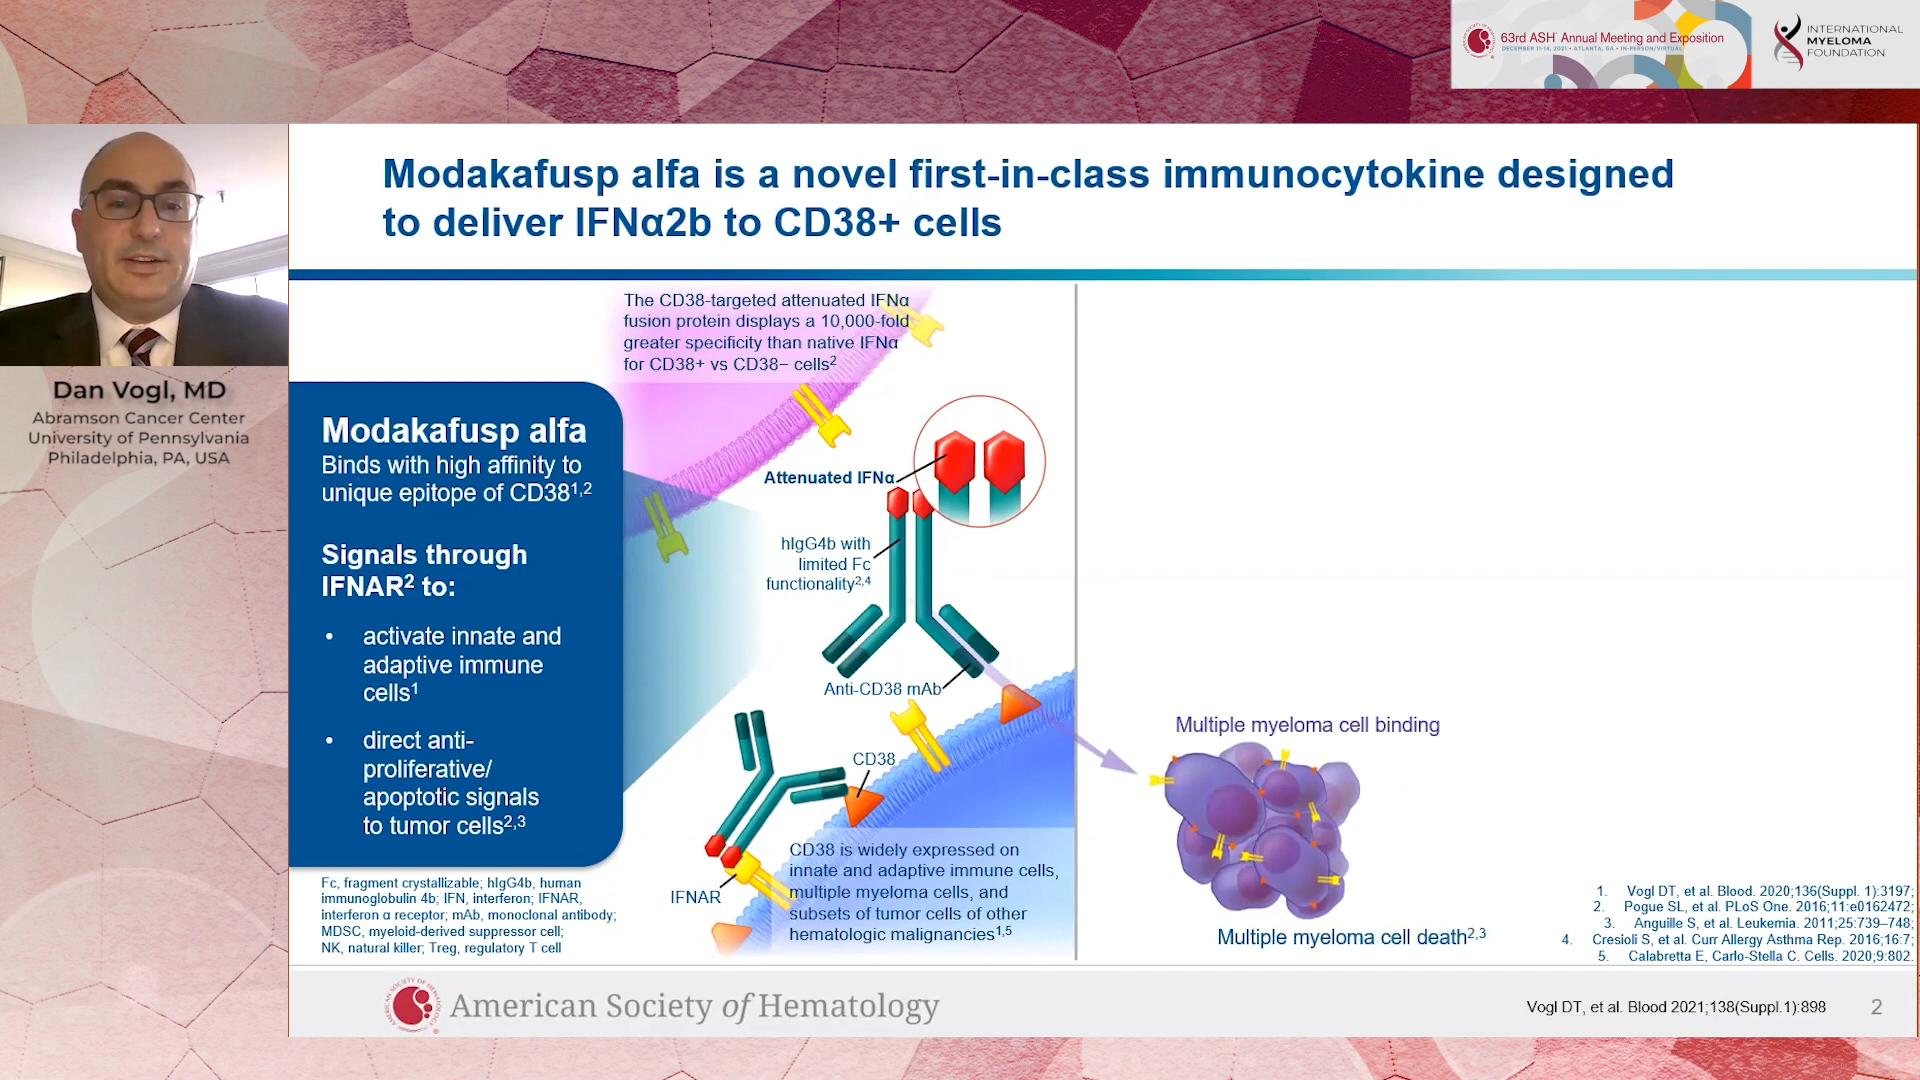 63rd ASH Annual Meeting and Exposition
DECEMBER 11-14, 2021 • ATLANTA, GA • IN-PERSON/VIRTUAL
INTERNATIONAL
MYELOMA
FOUNDATION
Modakafusp alfa is a novel first-in-class immunocytokine designed
to deliver IFNα2b to CD38+ cells
Dan Vogl, MD
Abramson Cancer Center
University of Pennsylvania
Philadelphia, PA, USA
The CD38-targeted attenuated IFNα
fusion protein displays a 10,000-fold
greater specificity than native IFNα
for CD38+ vs CD38− cells2
Modakafusp alfa
Binds with high affinity to
unique epitope of CD381,2
Signals through
IFNAR2 to:
• activate innate and
adaptive immune
cells1
• direct anti-
proliferative/
apoptotic signals
to tumor cells2,3
Attenuated IFNα
hIgG4b with
limited Fc
functionality2,4
Anti-CD38 mAb
CD38
IFNAR
CD38 is widely expressed on
innate and adaptive immune cells,
multiple myeloma cells, and
subsets of tumor cells of other
hematologic malignancies1,5
Multiple myeloma cell binding
Multiple myeloma cell death2,3
Fc, fragment crystallizable; hIgG4b, human
immunoglobulin 4b; IFN, interferon; IFNAR,
interferon α receptor; mAb, monoclonal antibody;
MDSC, myeloid-derived suppressor cell;
NK, natural killer; Treg, regulatory T cell
1. Vogl DT, et al. Blood. 2020;136(Suppl. 1):3197;
2. Pogue SL, et al. PLoS One. 2016;11:e0162472;
3. Anguille S, et al. Leukemia. 2011;25:739–748;
4. Cresioli S, et al. Curr Allergy Asthma Rep. 2016;16:7;
5. Calabretta E, Carlo-Stella C. Cells. 2020;9:802.
American Society of Hematology
Vogl DT, et al. Blood 2021;138(Suppl.1):898
2